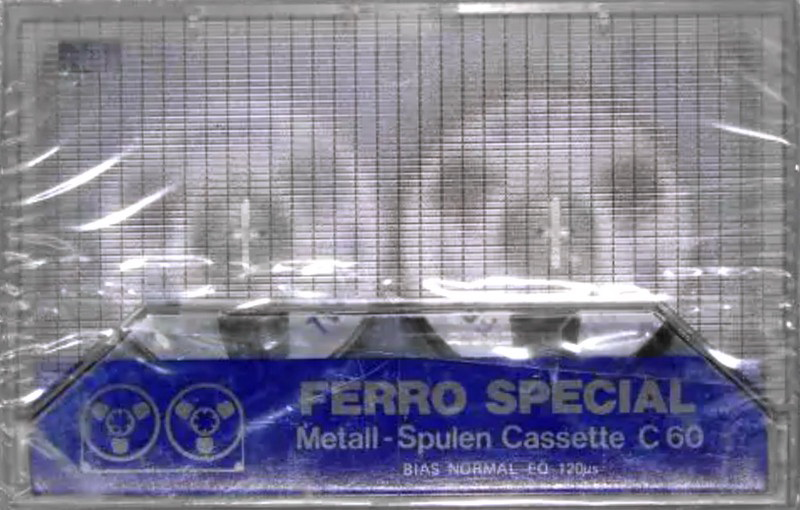 FERRO SPECIAL
Metall-Spulen Cassette C 60
BIAS NORMAL EQ 120µs